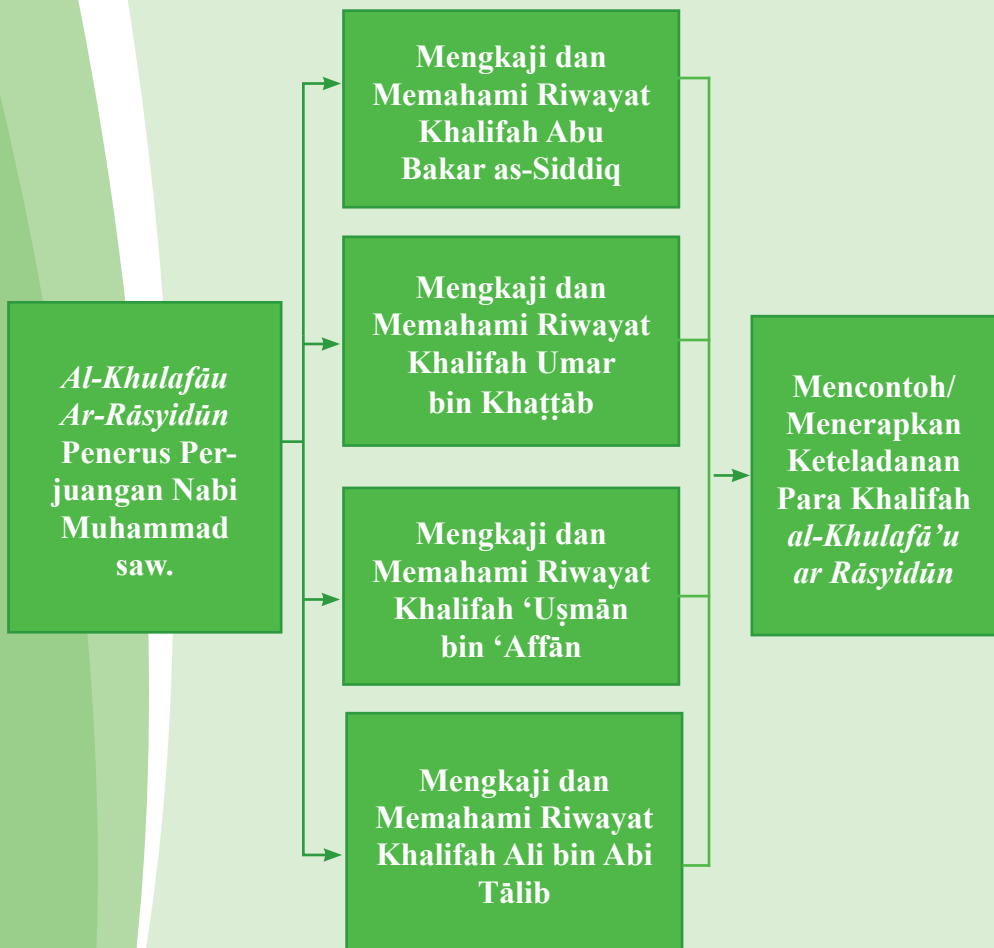 Al-Khulafāu
Ar-Rāsyidūn
Penerus Per-
juangan Nabi
Muhammad
saw.
Mengkaji dan
Memahami Riwayat
Khalifah Abu
Bakar as-Siddiq
Mengkaji dan
Memahami Riwayat
Khalifah Umar
bin Khaṭṭāb
Mengkaji dan
Memahami Riwayat
Khalifah ‘Uṣmān
bin ‘Affān
Mengkaji dan
Memahami Riwayat
Khalifah Ali bin Abi
Tālib
Mencontoh/
Menerapkan
Keteladanan
Para Khalifah
al-Khulafā’u
ar Rāsyidūn